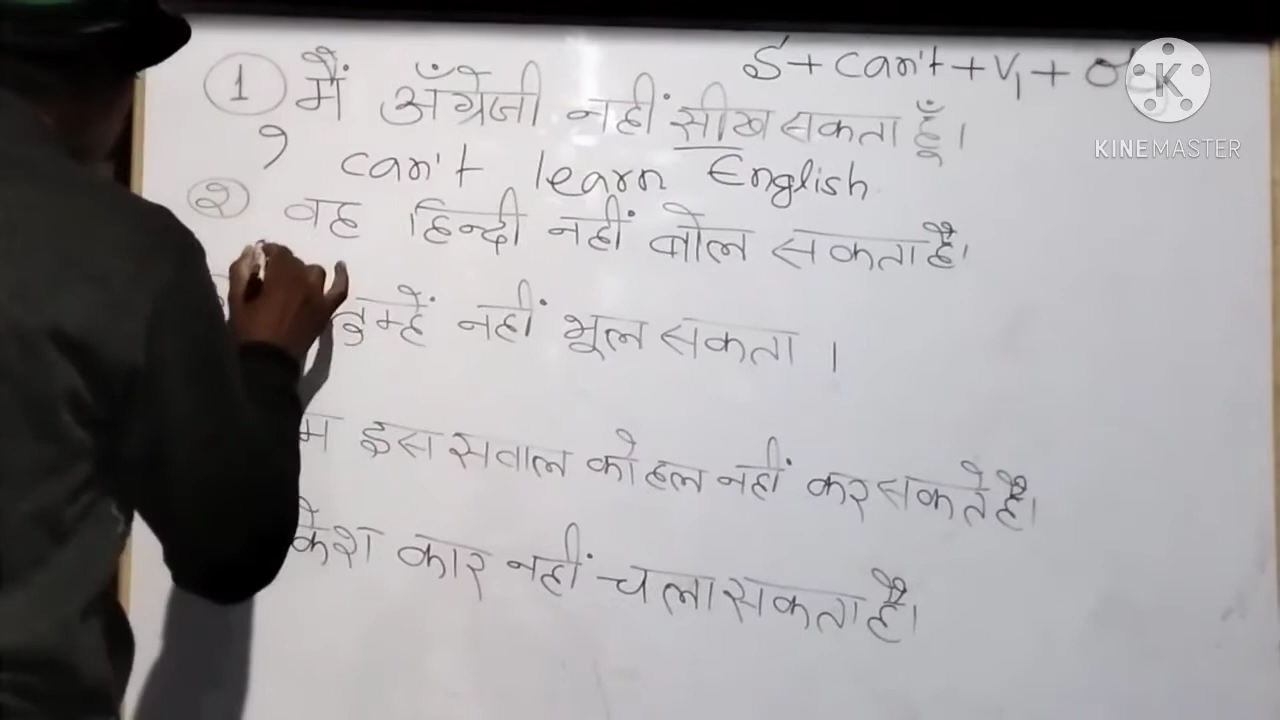 S + can't + V1 +
① मैं अँग्रेजी नहीं सीख सकता हूँ।
I can't learn English
② वह हिन्दी नहीं बोल सकता है।
तुम्हें नहीं भूल सकता ।
इस सवाल को हल नहीं कर सकते है।
कार नहीं चला सकता है।
KINEMASTER